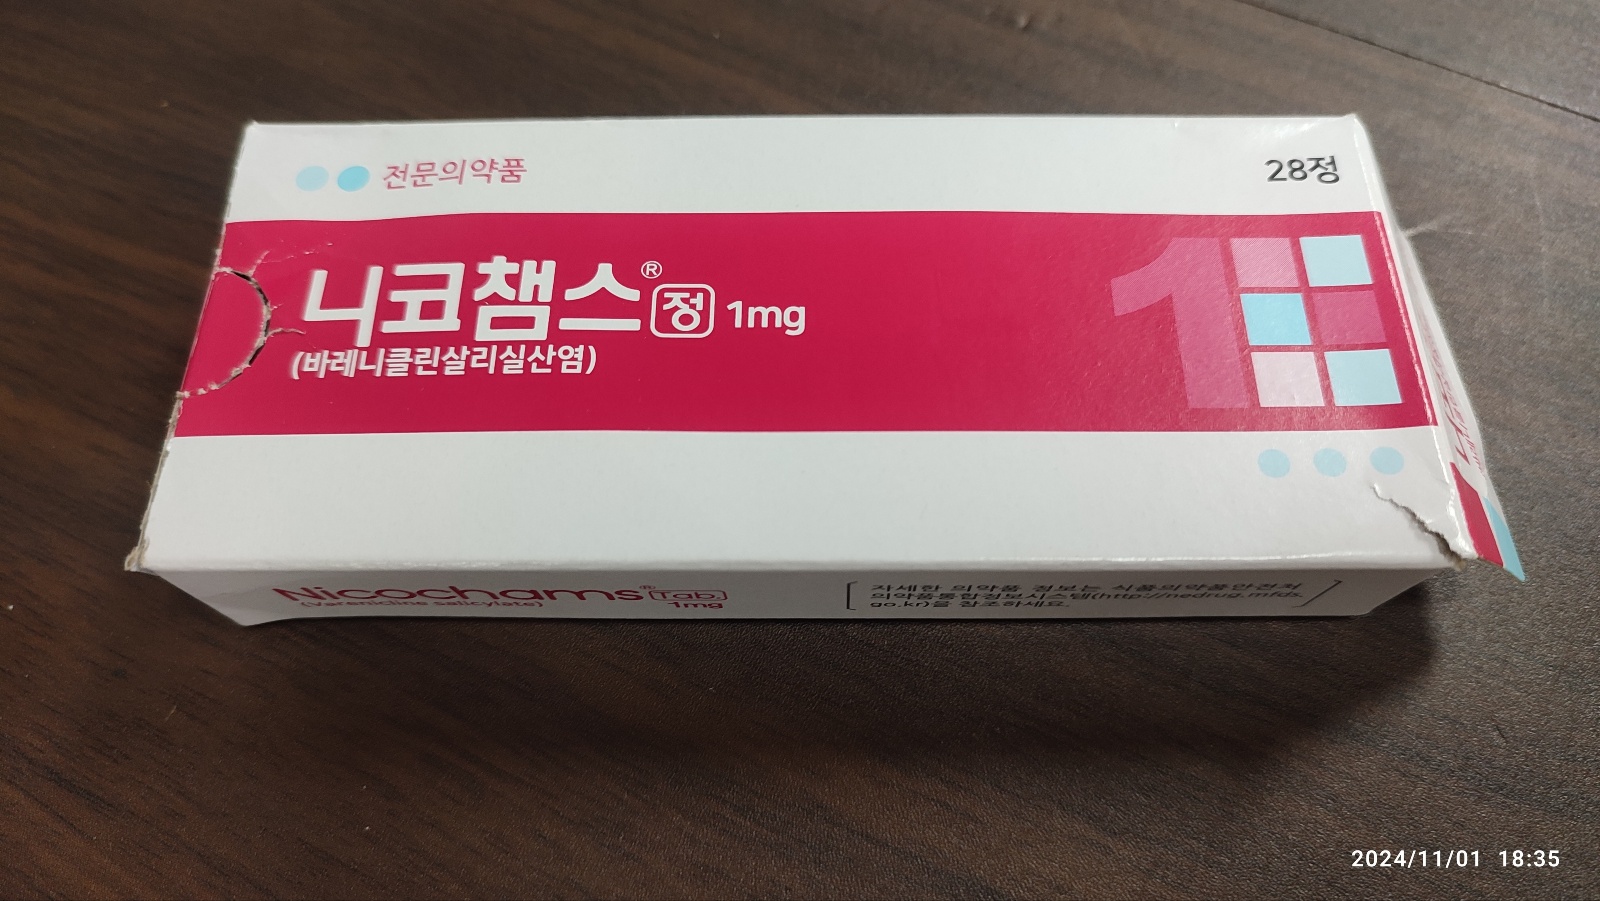 전문의약품
28정
니코챔스® 정 1mg
(바레니클린살리실산염)
Nicochams® Tab. 1mg
(Varenicline salicylate)
자세한 의약품 정보는 식품의약품안전처
의약품통합정보시스템(http://nedrug.mfds.
go.kr)을 참조하세요.
2024/11/01 18:35